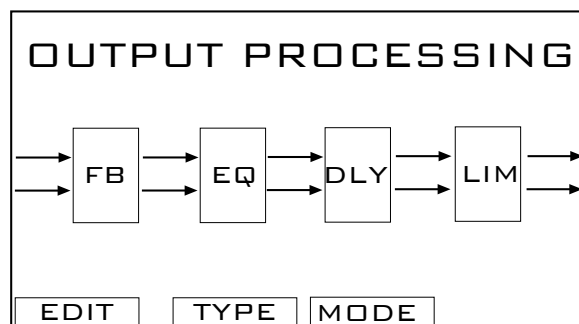 OUTPUT PROCESSING
FB EQ DLY LIM
EDIT TYPE MODE